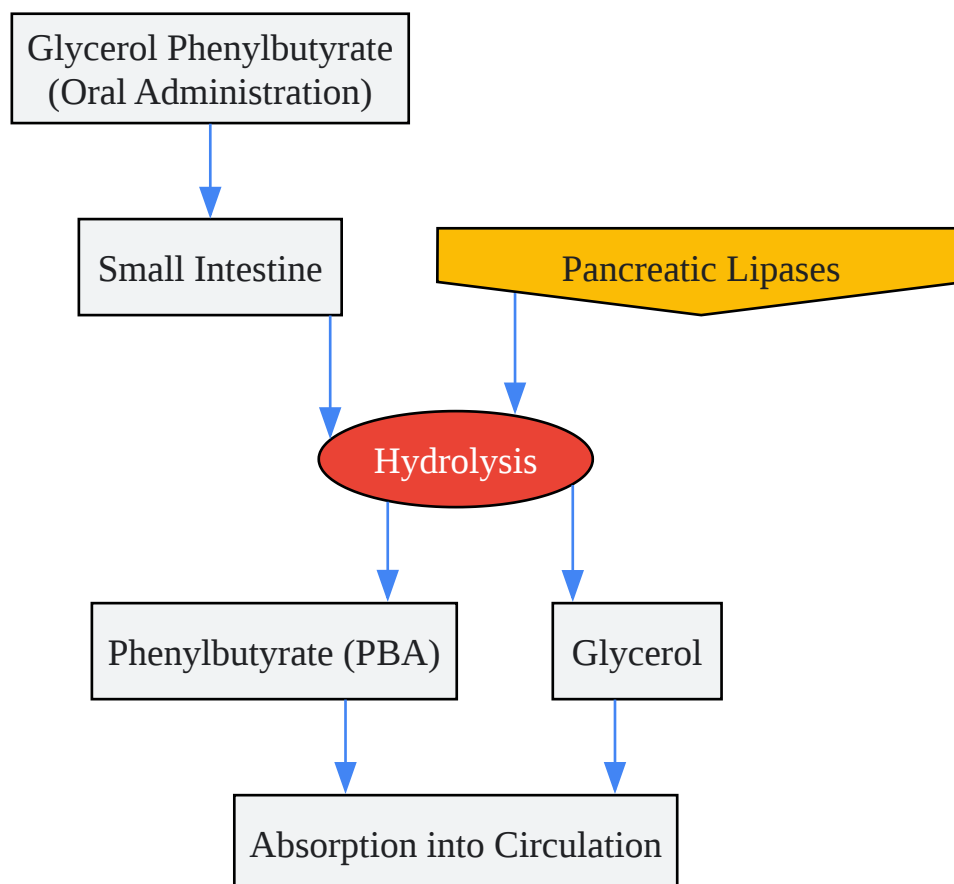 Glycerol Phenylbutyrate
(Oral Administration)
Small Intestine
Pancreatic Lipases
Hydrolysis
Phenylbutyrate (PBA)
Glycerol
Absorption into Circulation